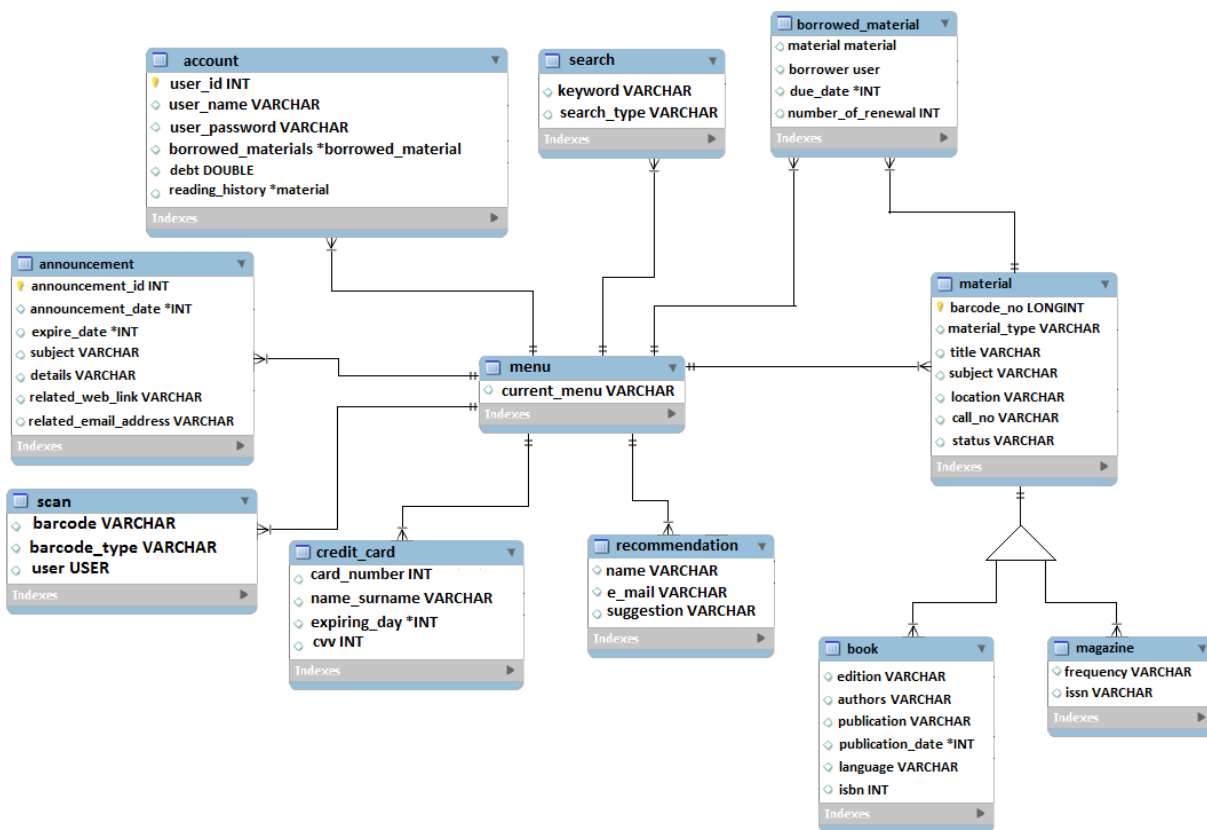 account
user_id INT
user_name VARCHAR
user_password VARCHAR
borrowed_materials *borrowed_material
debt DOUBLE
reading_history *material
Indexes
search
keyword VARCHAR
search_type VARCHAR
Indexes
borrowed_material
material material
borrower user
due_date *INT
number_of_renewal INT
Indexes
announcement
announcement_id INT
announcement_date *INT
expire_date *INT
subject VARCHAR
details VARCHAR
related_web_link VARCHAR
related_email_address VARCHAR
Indexes
menu
current_menu VARCHAR
Indexes
material
barcode_no LONGINT
material_type VARCHAR
title VARCHAR
subject VARCHAR
location VARCHAR
call_no VARCHAR
status VARCHAR
Indexes
scan
barcode VARCHAR
barcode_type VARCHAR
user USER
Indexes
credit_card
card_number INT
name_surname VARCHAR
expiring_day *INT
cvv INT
Indexes
recommendation
name VARCHAR
e_mail VARCHAR
suggestion VARCHAR
Indexes
book
edition VARCHAR
authors VARCHAR
publication VARCHAR
publication_date *INT
language VARCHAR
isbn INT
Indexes
magazine
frequency VARCHAR
issn VARCHAR
Indexes